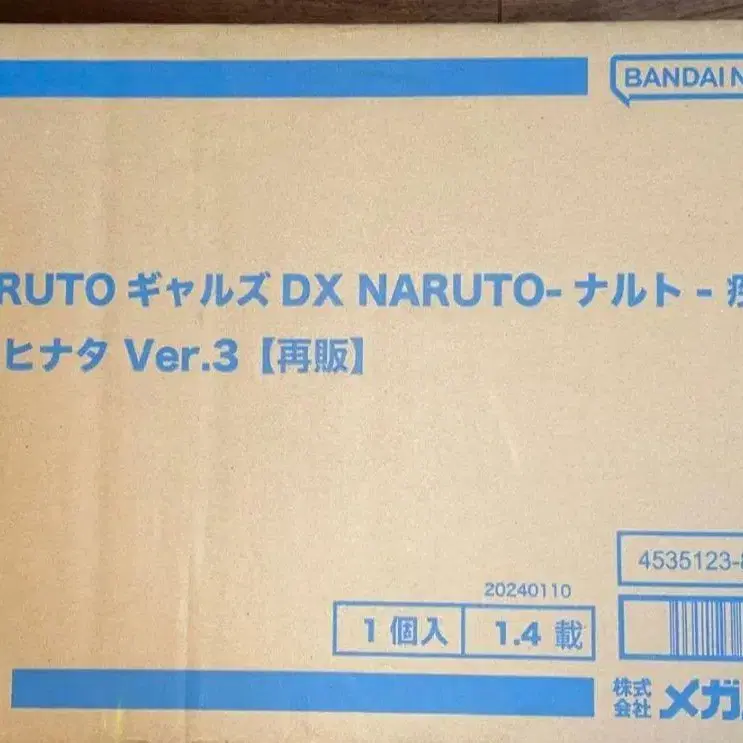 BANDAI N
RUTO ギャルズ DX NARUTO- ナルト -
ヒナタ Ver.3【再販】
4535123-
20240110
1 個入 1.4 載
株式会社 メガ